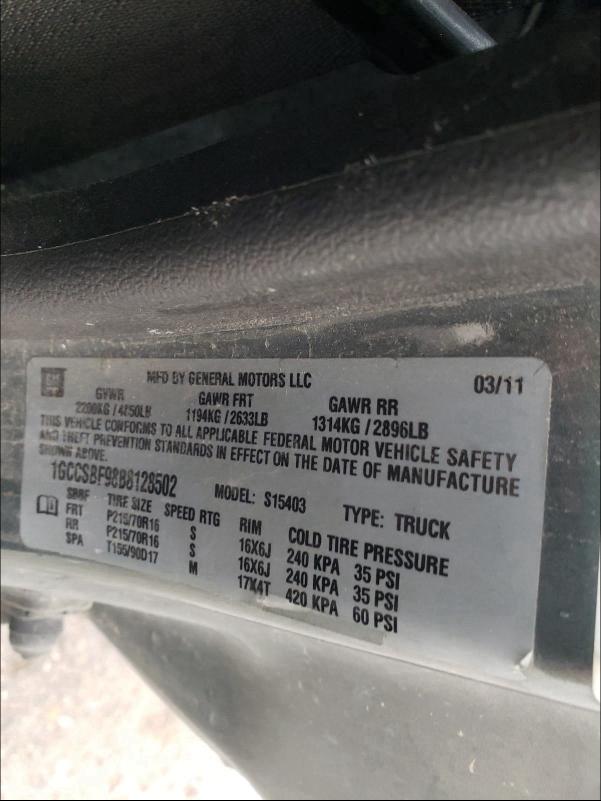 GM
MFD BY GENERAL MOTORS LLC 03/11
GVWR GAWR FRT GAWR RR
2200KG / 4850LB 1194KG / 2633LB 1314KG / 2896LB
THIS VEHICLE CONFORMS TO ALL APPLICABLE FEDERAL MOTOR VEHICLE SAFETY
AND THEFT PREVENTION STANDARDS IN EFFECT ON THE DATE OF MANUFACTURE
SHOWN ABOVE.
1GCCSBF98B8128502 MODEL: S15403 TYPE: TRUCK
TIRE SIZE SPEED RTG RIM COLD TIRE PRESSURE
FRT P215/70R16 S 16X6J 240 KPA 35 PSI
RR P215/70R16 S 16X6J 240 KPA 35 PSI
SPA T155/90D17 M 17X4T 420 KPA 60 PSI